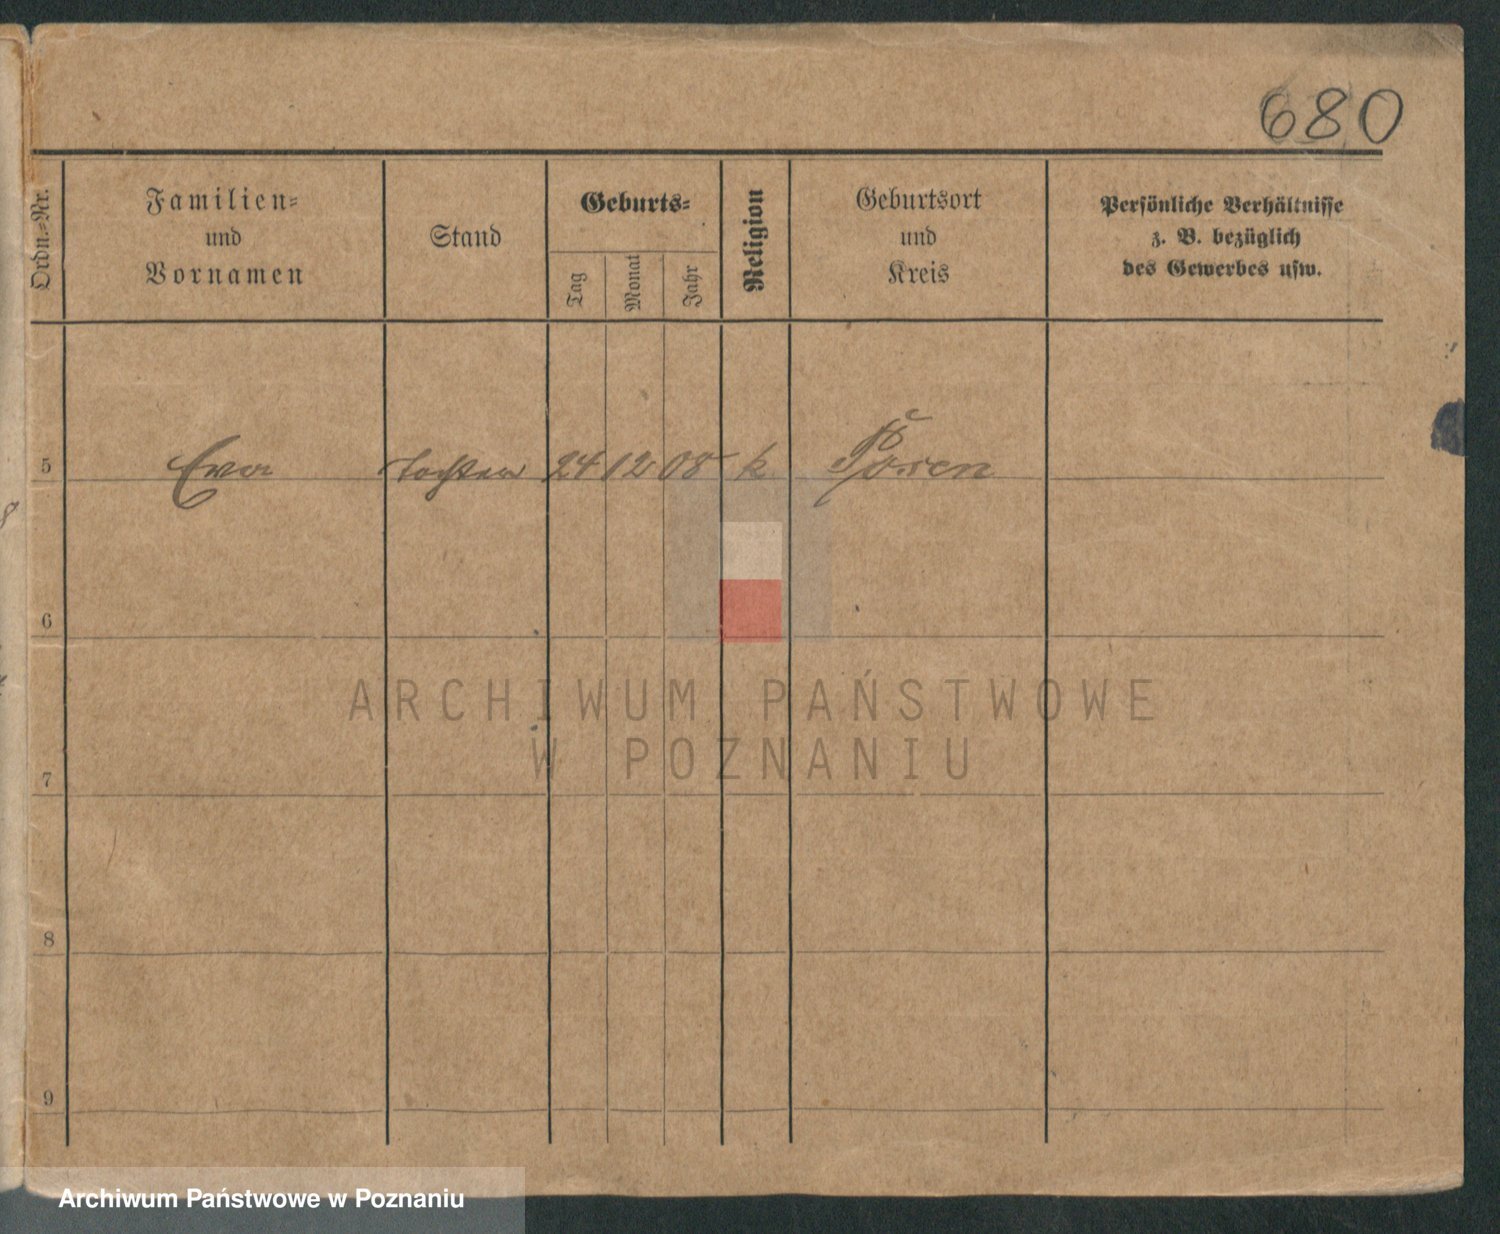 680
Ordn.-Nr.
Familien-
und
Vornamen
Stand
Geburts-
Tag
Monat
Jahr
Religion
Geburtsort
und
Kreis
Persönliche Verhältnisse
z. B. bezüglich
des Gewerbes usw.
5 Eva Tochter 24 12 08 k Posen
6
7
8
9
ARCHIWUM PAŃSTWOWE
W POZNANIU
Archiwum Państwowe w Poznaniu